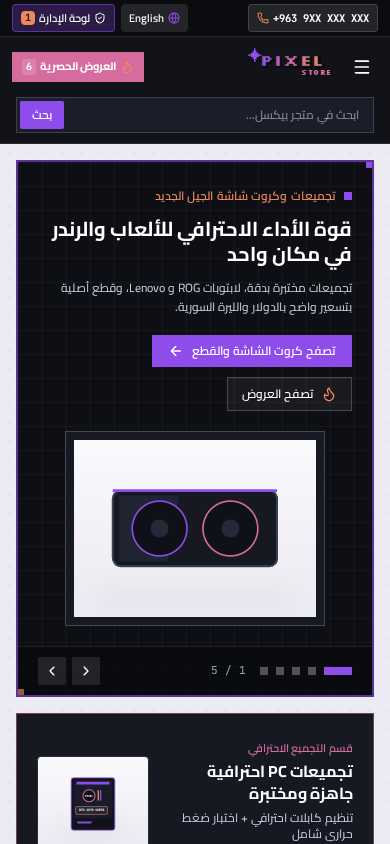 +963 9XX XXX XXX
English
لوحة الإدارة 1
PIXEL
STORE
العروض الحصرية 6
ابحث في متجر بيكسل...
بحث
تجميعات وكروت شاشة الجيل الجديد
قوة الأداء الاحترافي للألعاب والرندر
في مكان واحد
تجميعات مختبرة بدقة، لابتوبات ROG و Lenovo، وقطع أصلية
بتسعير واضح بالدولار والليرة السورية.
تصفح كروت الشاشة والقطع
تصفح العروض
1 / 5
قسم التجميع الاحترافي
تجميعات PC احترافية
جاهزة ومختبرة
تنظيم كابلات احترافي + اختبار ضغط
حراري شامل